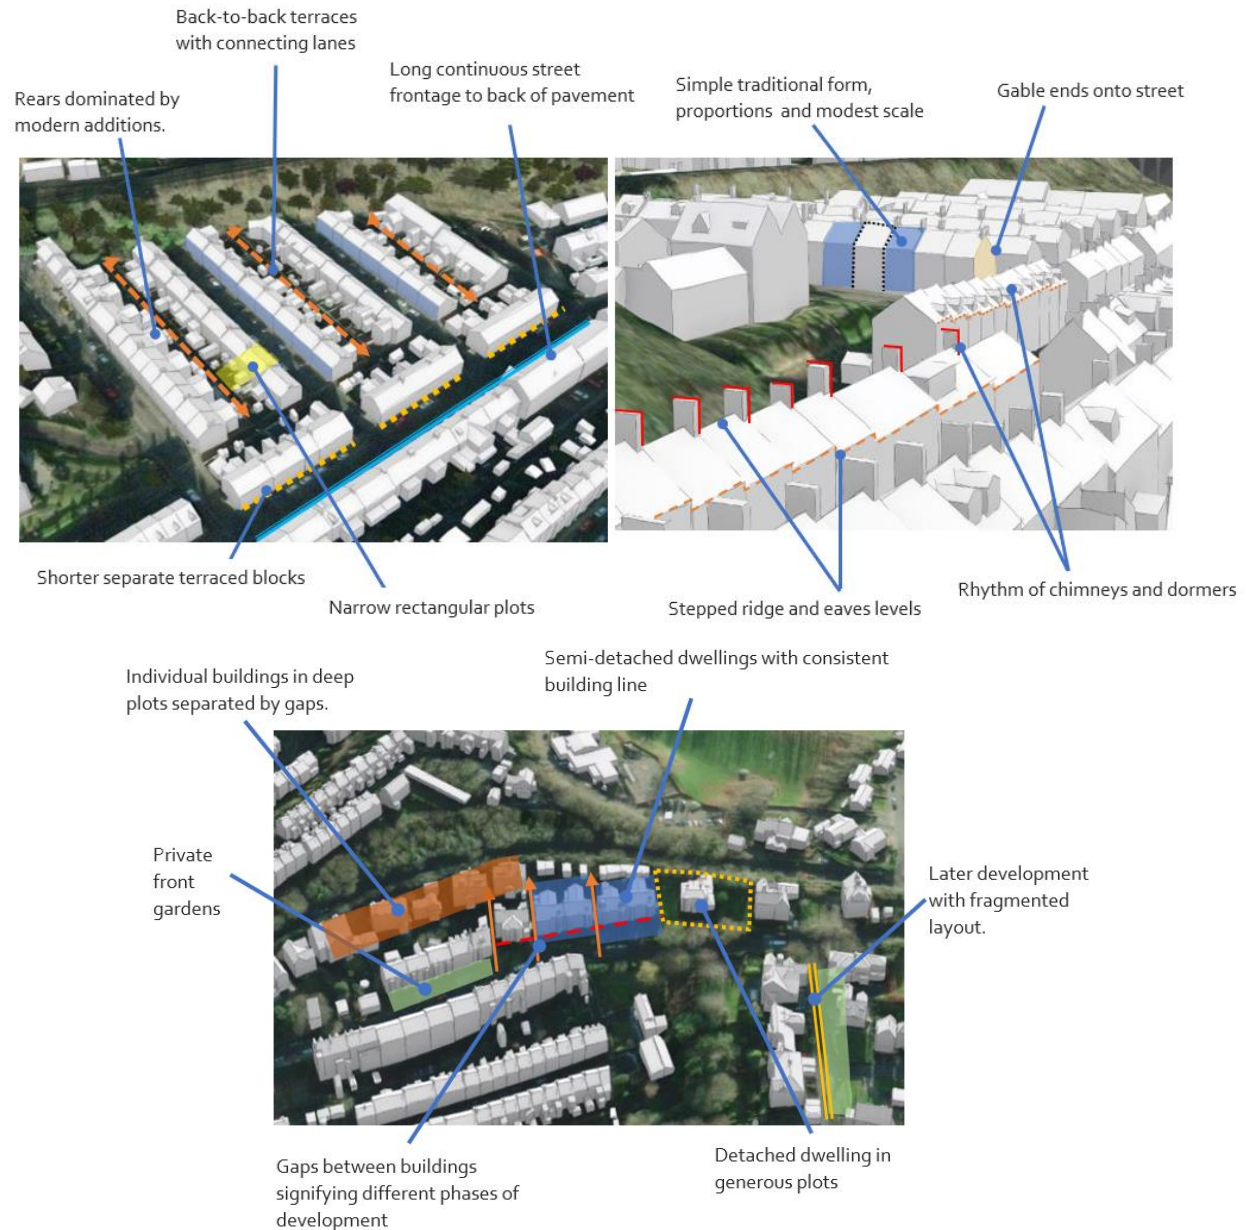 Back-to-back terraces
with connecting lanes
Long continuous street
frontage to back of pavement
Simple traditional form,
proportions and modest scale
Gable ends onto street
Rears dominated by
modern additions.
Shorter separate terraced blocks
Narrow rectangular plots
Stepped ridge and eaves levels
Rhythm of chimneys and dormers
Individual buildings in deep
plots separated by gaps.
Semi-detached dwellings with consistent
building line
Private
front
gardens
Later development
with fragmented
layout.
Gaps between buildings
signifying different phases of
development
Detached dwelling in
generous plots